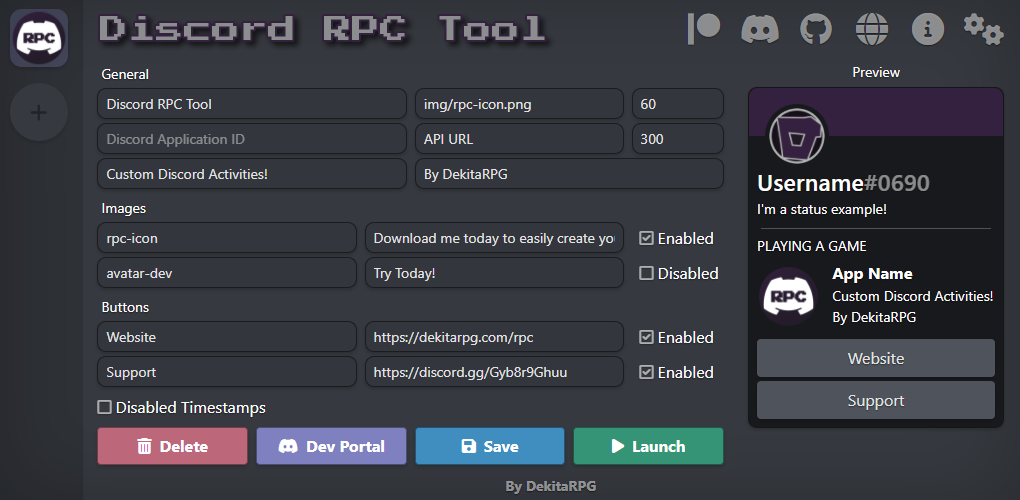 RPC
Discord RPC Tool
General
Discord RPC Tool
img/rpc-icon.png
60
Discord Application ID
API URL
300
Custom Discord Activities!
By DekitaRPG
Images
rpc-icon
Download me today to easily create you
Enabled
avatar-dev
Try Today!
Disabled
Buttons
Website
https://dekitarpg.com/rpc
Enabled
Support
https://discord.gg/Gyb8r9Ghuu
Enabled
Disabled Timestamps
Delete
Dev Portal
Save
Launch
By DekitaRPG
Preview
Username#0690
I'm a status example!
PLAYING A GAME
RPC
App Name
Custom Discord Activities!
By DekitaRPG
Website
Support